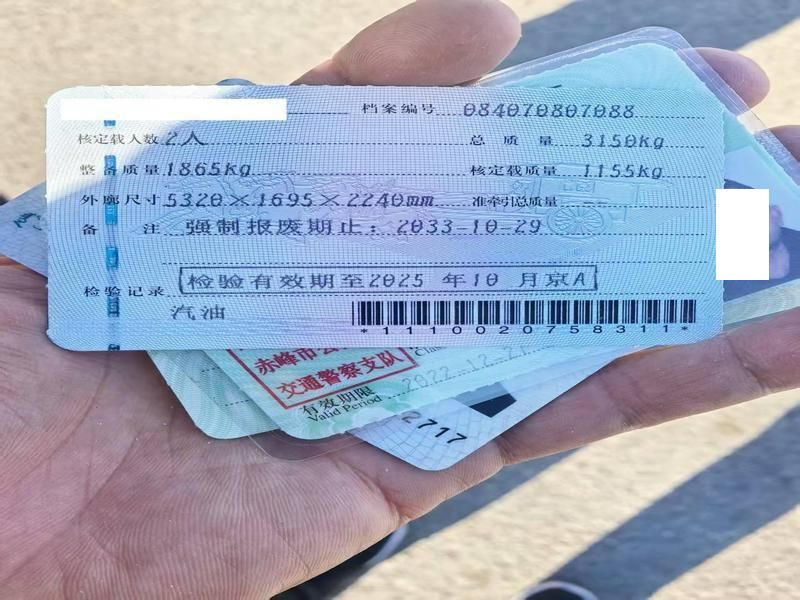 档案编号 084070807088
核定载人数 2人 总质量 3150kg
整备质量 1865kg 核定载质量 1155kg
外廓尺寸 5320×1695×2240mm 准牵引总质量 --
备注 强制报废期止：2033-10-29
检验记录 检验有效期至2025 年10 月京A
汽油
*1110020758311*
赤峰市公
交通警察支队
有效期限
Valid Period
2717